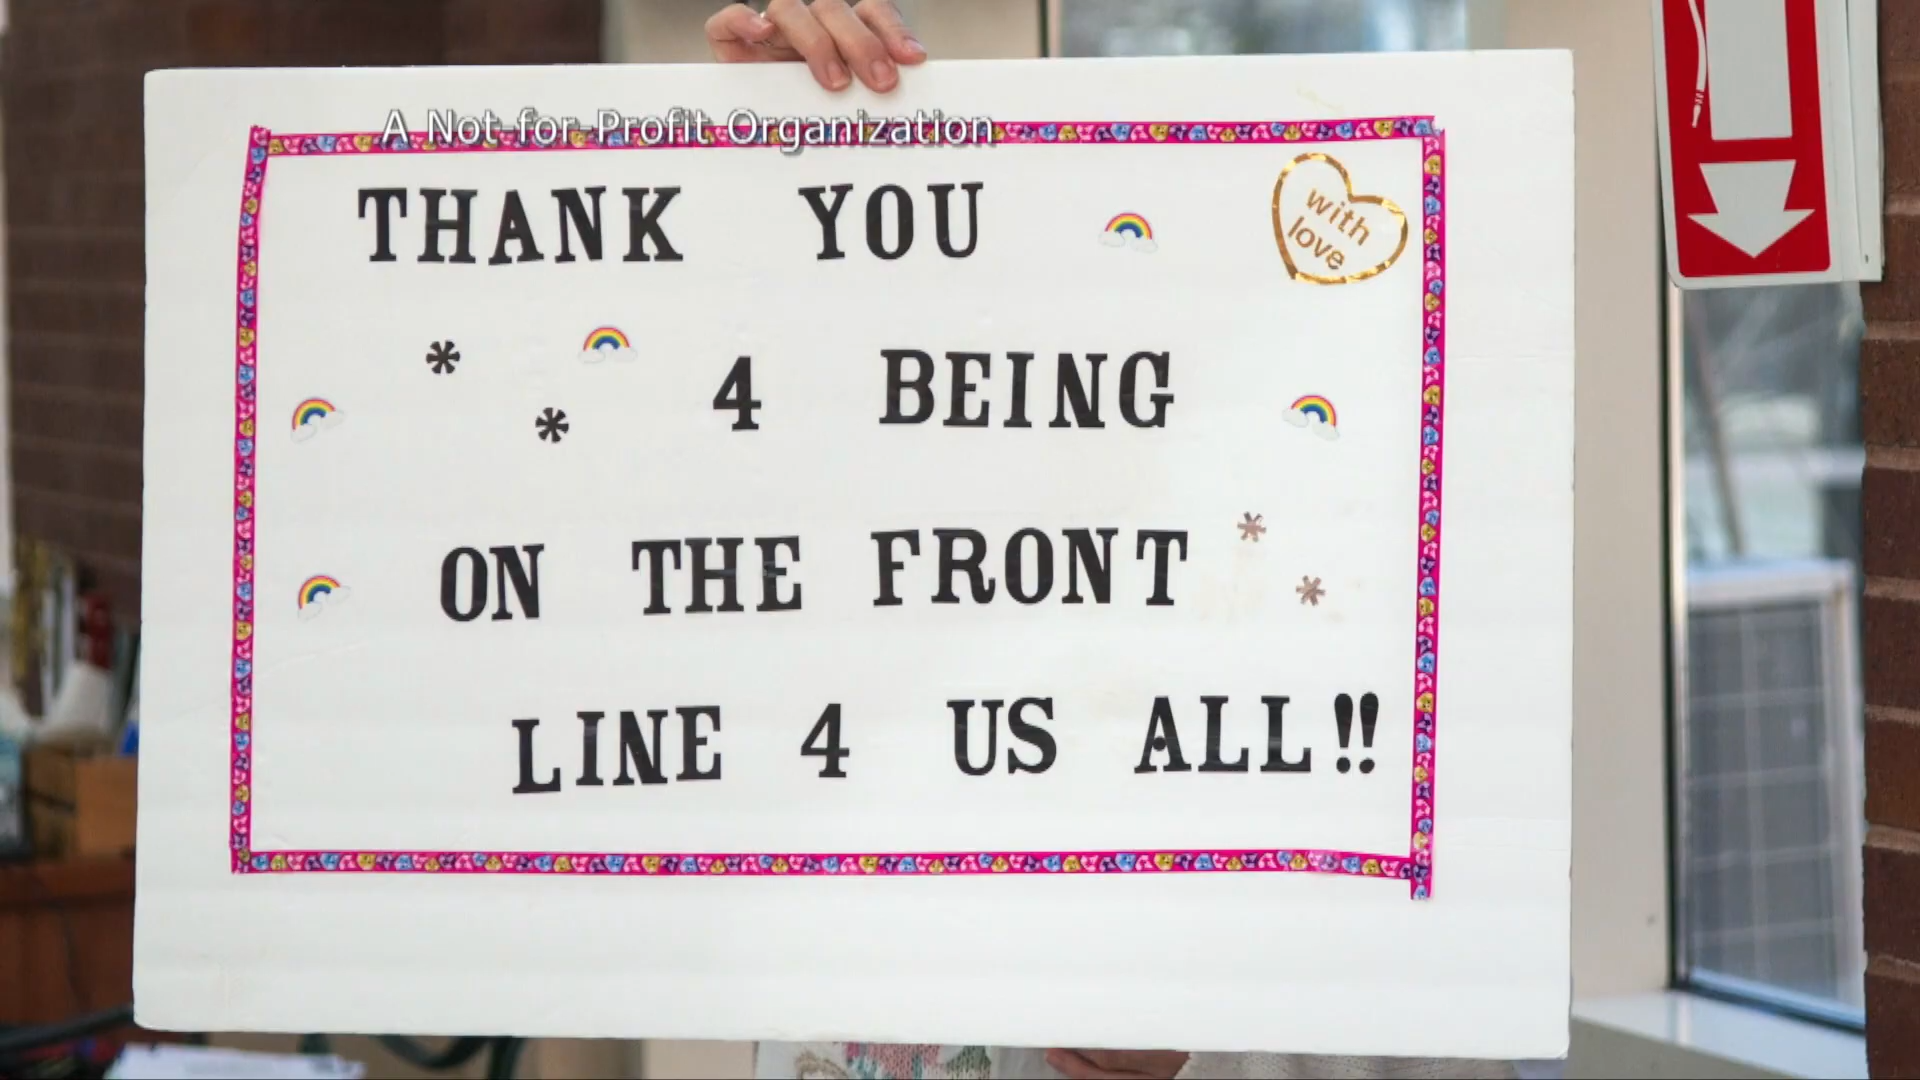 A Not-for-Profit Organization
THANK YOU
with
love
* 4 BEING
*
ON THE FRONT *
*
LINE 4 US ALL!!